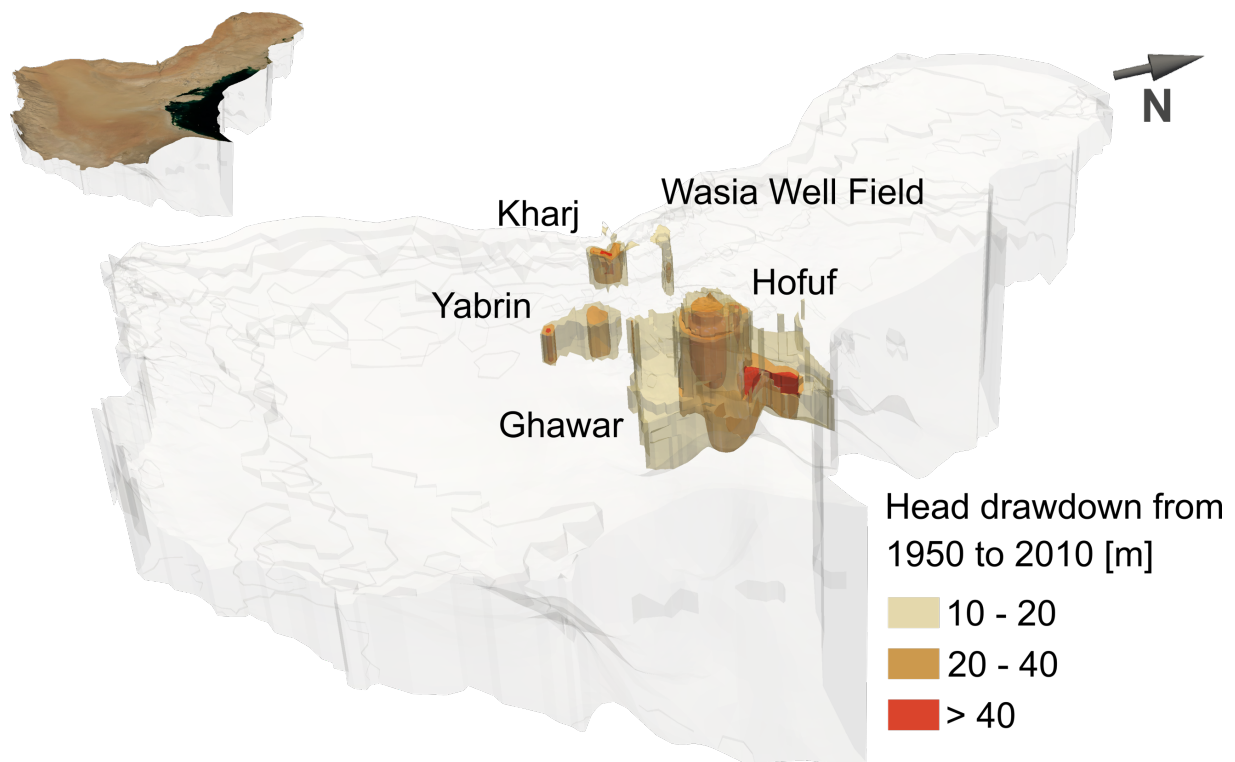 N
Wasia Well Field
Kharj
Hofuf
Yabrin
Ghawar
Head drawdown from
1950 to 2010 [m]
10 - 20
20 - 40
> 40